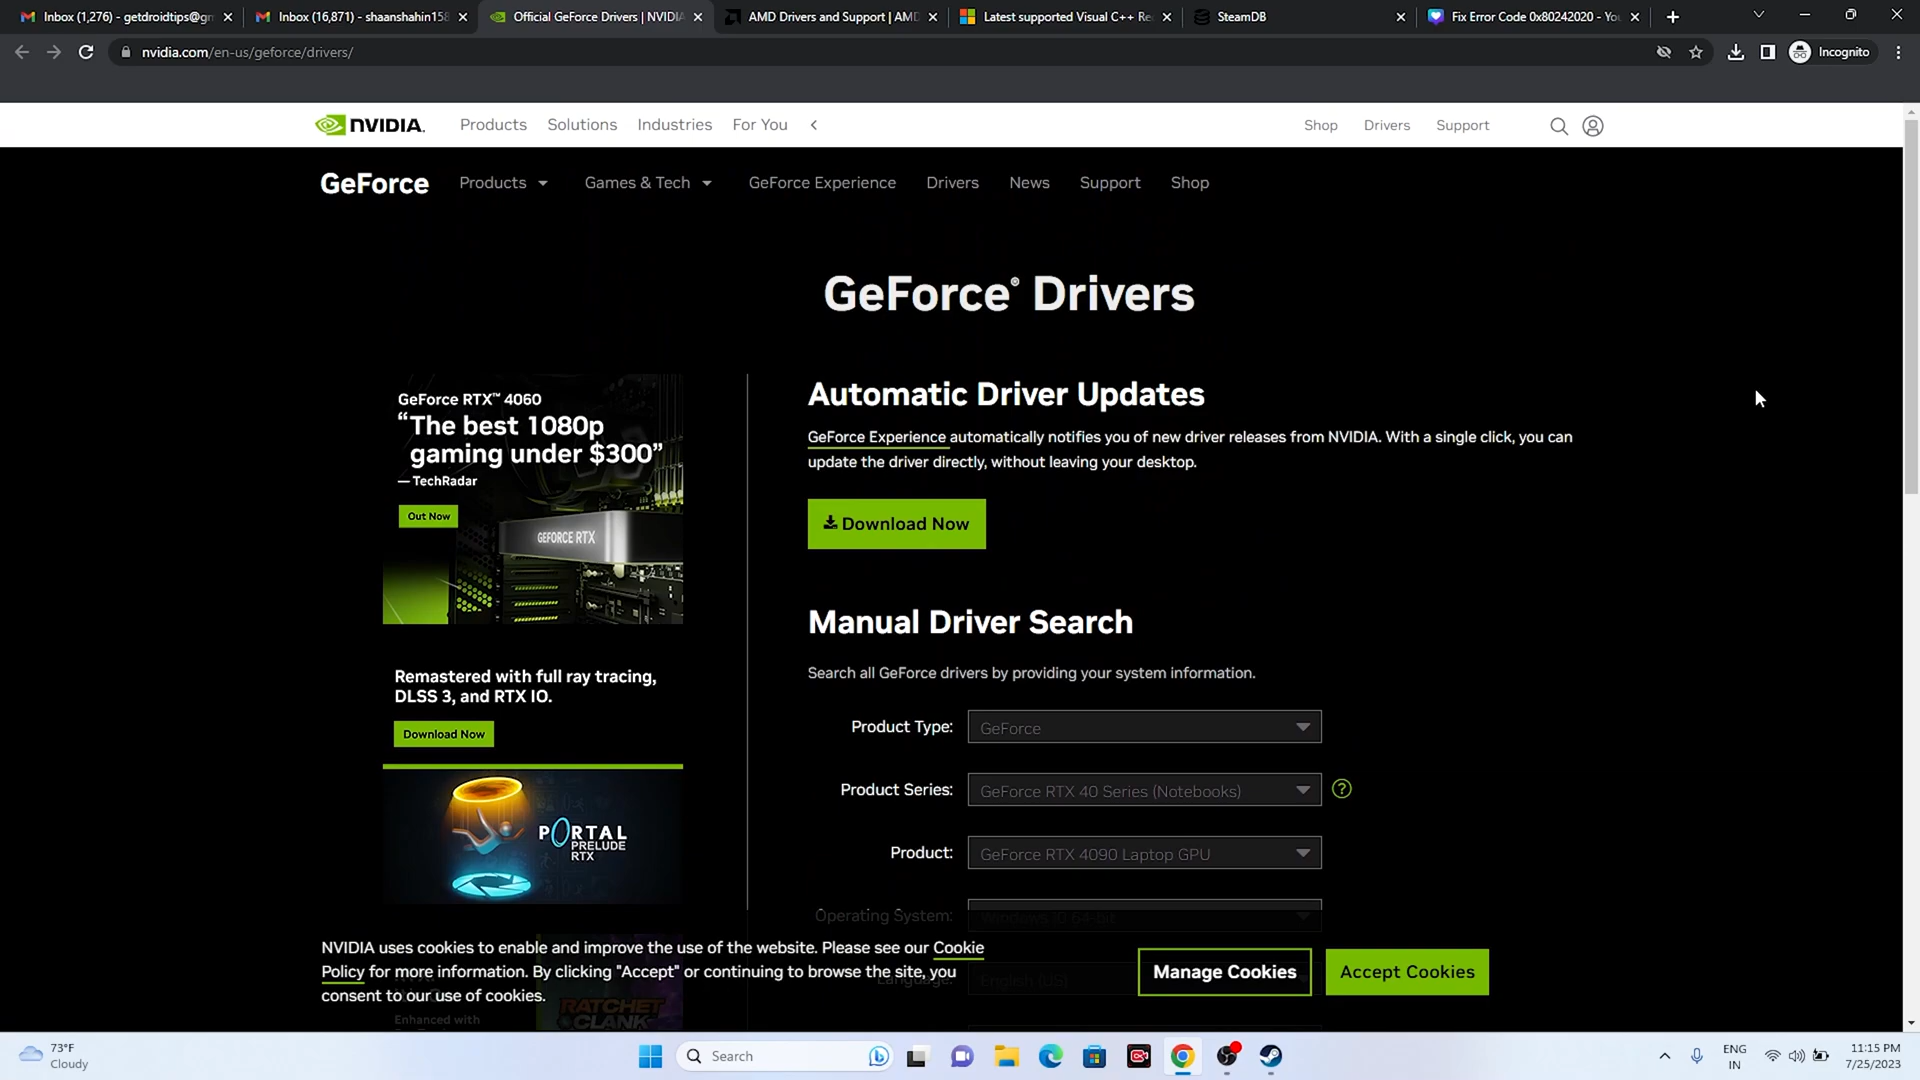 Inbox (1,276) - getdroidtips@gm
Inbox (16,871) - shaanshahin158
Official GeForce Drivers | NVIDIA
AMD Drivers and Support | AMD
Latest supported Visual C++ Re
SteamDB
Fix Error Code 0x80242020 - You
nvidia.com/en-us/geforce/drivers/
Incognito
NVIDIA.
Products
Solutions
Industries
For You
Shop
Drivers
Support
GeForce
Products
Games & Tech
GeForce Experience
Drivers
News
Support
Shop
GeForce® Drivers
GeForce RTX™ 4060
“The best 1080p
gaming under $300”
— TechRadar
Out Now
GEFORCE RTX
Remastered with full ray tracing,
DLSS 3, and RTX IO.
Download Now
PORTAL
PRELUDE
RTX
Automatic Driver Updates
GeForce Experience automatically notifies you of new driver releases from NVIDIA. With a single click, you can
update the driver directly, without leaving your desktop.
Download Now
Manual Driver Search
Search all GeForce drivers by providing your system information.
Product Type: GeForce
Product Series: GeForce RTX 40 Series (Notebooks) ?
Product: GeForce RTX 4090 Laptop GPU
Operating System: Windows 10 64-bit
Language: English (US)
NVIDIA uses cookies to enable and improve the use of the website. Please see our Cookie
Policy for more information. By clicking "Accept" or continuing to browse the site, you
consent to our use of cookies.
Manage Cookies
Accept Cookies
RATCHET
CLANK
Enhanced with
73°F
Cloudy
Search
ENG
IN
11:15 PM
7/25/2023